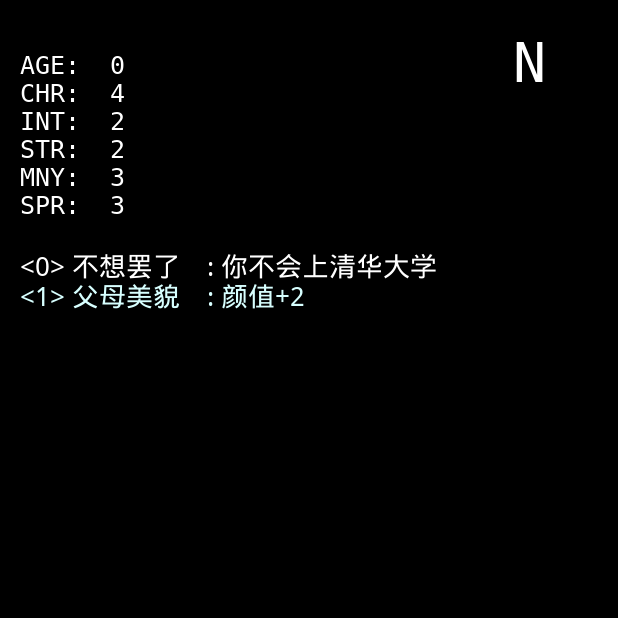 N
AGE: 0
CHR: 4
INT: 2
STR: 2
MNY: 3
SPR: 3
<0> 不想罢了 : 你不会上清华大学
<1> 父母美貌 : 颜值+2